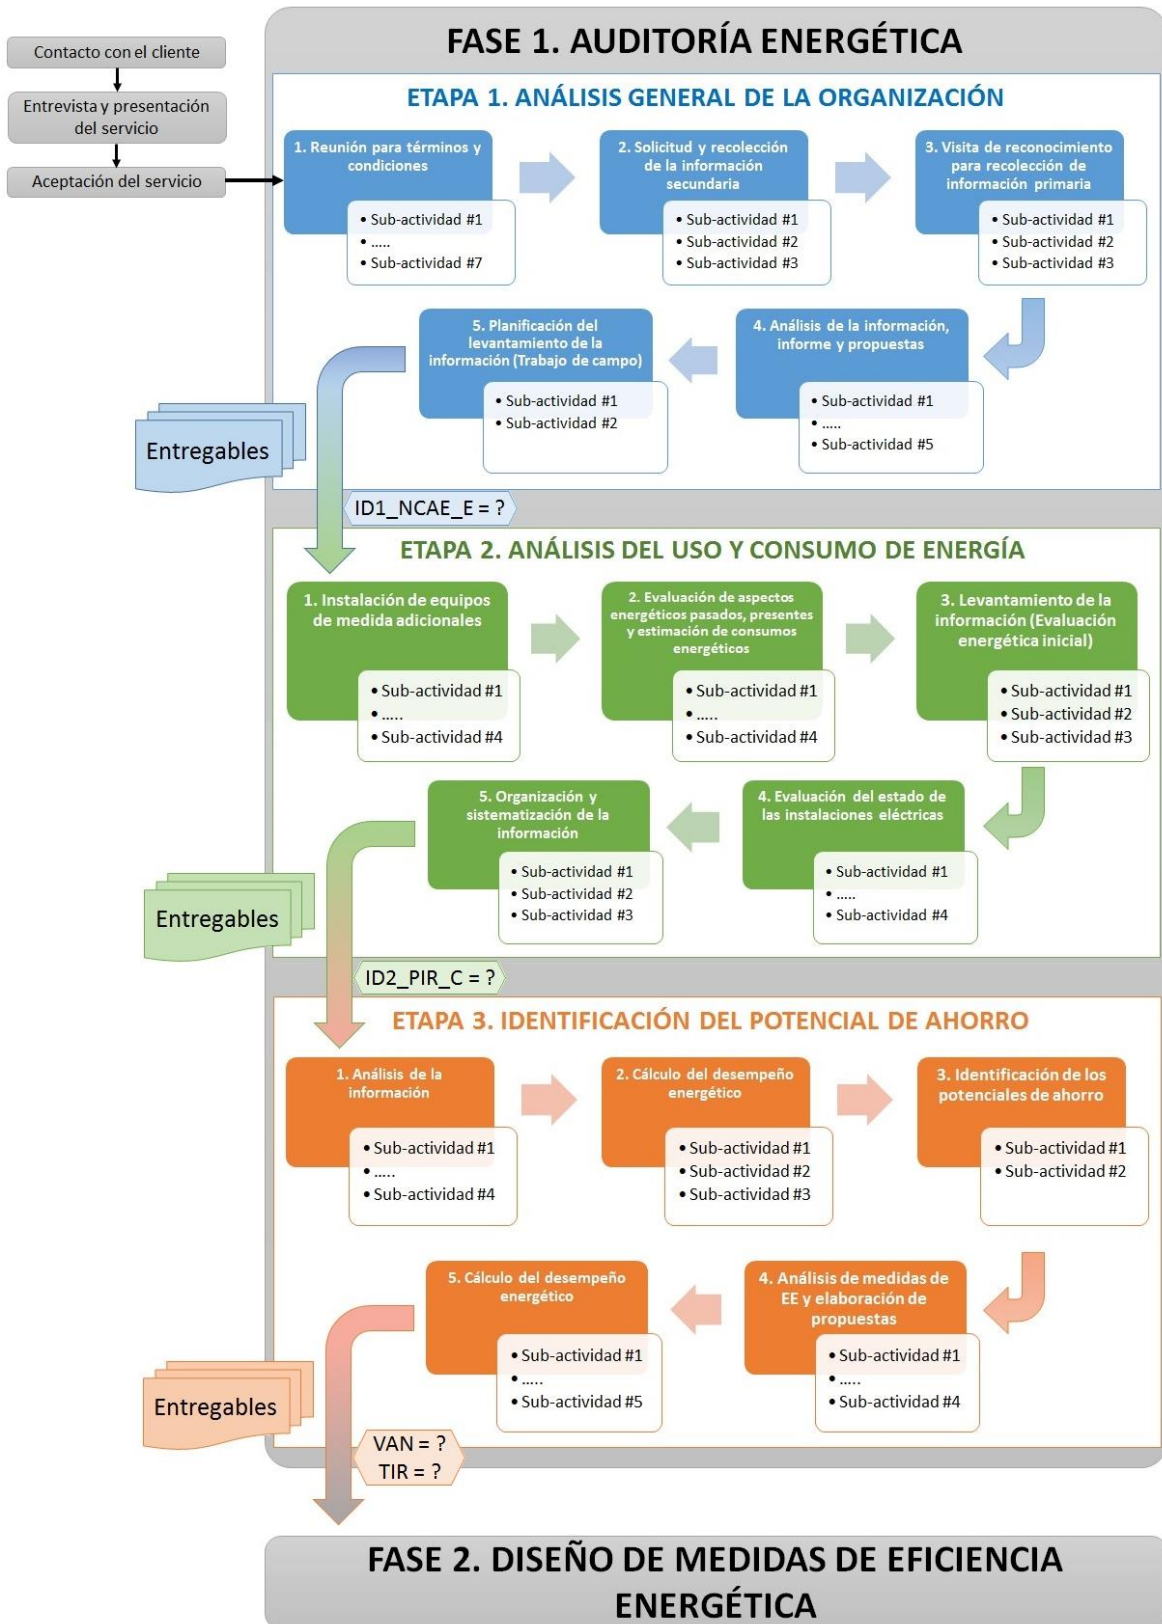 FASE 1. AUDITORÍA ENERGÉTICA
Contacto con el cliente
Entrevista y presentación
del servicio
Aceptación del servicio
ETAPA 1. ANÁLISIS GENERAL DE LA ORGANIZACIÓN
1. Reunión para términos y
condiciones
• Sub-actividad #1
• .....
• Sub-actividad #7
2. Solicitud y recolección
de la información
secundaria
• Sub-actividad #1
• Sub-actividad #2
• Sub-actividad #3
3. Visita de reconocimiento
para recolección de
información primaria
• Sub-actividad #1
• Sub-actividad #2
• Sub-actividad #3
4. Análisis de la información,
informe y propuestas
• Sub-actividad #1
• .....
• Sub-actividad #5
5. Planificación del
levantamiento de la
información (Trabajo de campo)
• Sub-actividad #1
• Sub-actividad #2
Entregables
ID1_NCAE_E = ?
ETAPA 2. ANÁLISIS DEL USO Y CONSUMO DE ENERGÍA
1. Instalación de equipos
de medida adicionales
• Sub-actividad #1
• .....
• Sub-actividad #4
2. Evaluación de aspectos
energéticos pasados, presentes
y estimación de consumos
energéticos
• Sub-actividad #1
• .....
• Sub-actividad #4
3. Levantamiento de la
información (Evaluación
energética inicial)
• Sub-actividad #1
• Sub-actividad #2
• Sub-actividad #3
4. Evaluación del estado de
las instalaciones eléctricas
• Sub-actividad #1
• .....
• Sub-actividad #4
5. Organización y
sistematización de la
información
• Sub-actividad #1
• Sub-actividad #2
• Sub-actividad #3
Entregables
ID2_PIR_C = ?
ETAPA 3. IDENTIFICACIÓN DEL POTENCIAL DE AHORRO
1. Análisis de la
información
• Sub-actividad #1
• .....
• Sub-actividad #4
2. Cálculo del desempeño
energético
• Sub-actividad #1
• Sub-actividad #2
• Sub-actividad #3
3. Identificación de los
potenciales de ahorro
• Sub-actividad #1
• Sub-actividad #2
4. Análisis de medidas de
EE y elaboración de
propuestas
• Sub-actividad #1
• .....
• Sub-actividad #4
5. Cálculo del desempeño
energético
• Sub-actividad #1
• .....
• Sub-actividad #5
Entregables
VAN = ?
TIR = ?
FASE 2. DISEÑO DE MEDIDAS DE EFICIENCIA
ENERGÉTICA